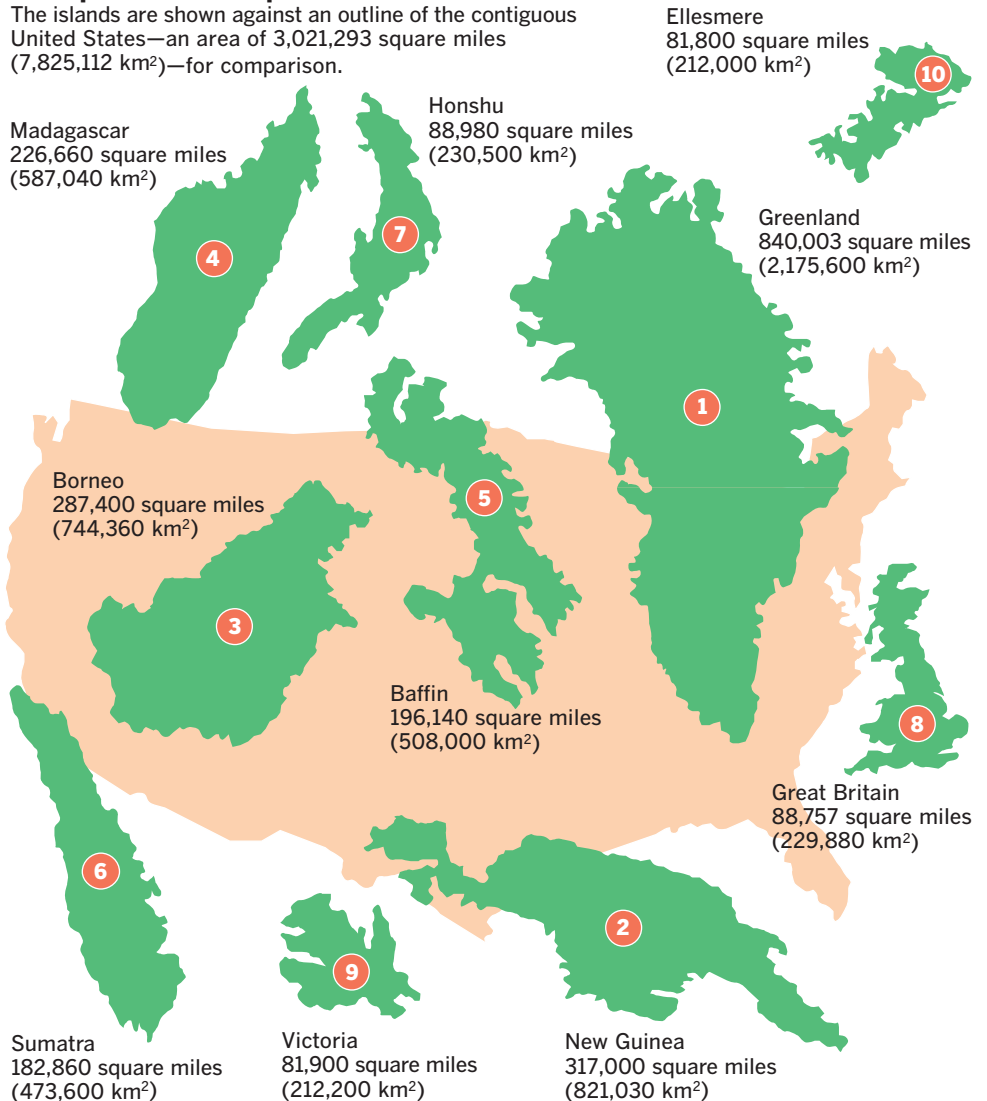 The islands are shown against an outline of the contiguous
United States—an area of 3,021,293 square miles
(7,825,112 km²)—for comparison.
Ellesmere
81,800 square miles
(212,000 km²)
10
Madagascar
226,660 square miles
(587,040 km²)
4
Honshu
88,980 square miles
(230,500 km²)
7
Greenland
840,003 square miles
(2,175,600 km²)
1
Borneo
287,400 square miles
(744,360 km²)
3
5
Baffin
196,140 square miles
(508,000 km²)
8
Great Britain
88,757 square miles
(229,880 km²)
6
Sumatra
182,860 square miles
(473,600 km²)
9
Victoria
81,900 square miles
(212,200 km²)
2
New Guinea
317,000 square miles
(821,030 km²)